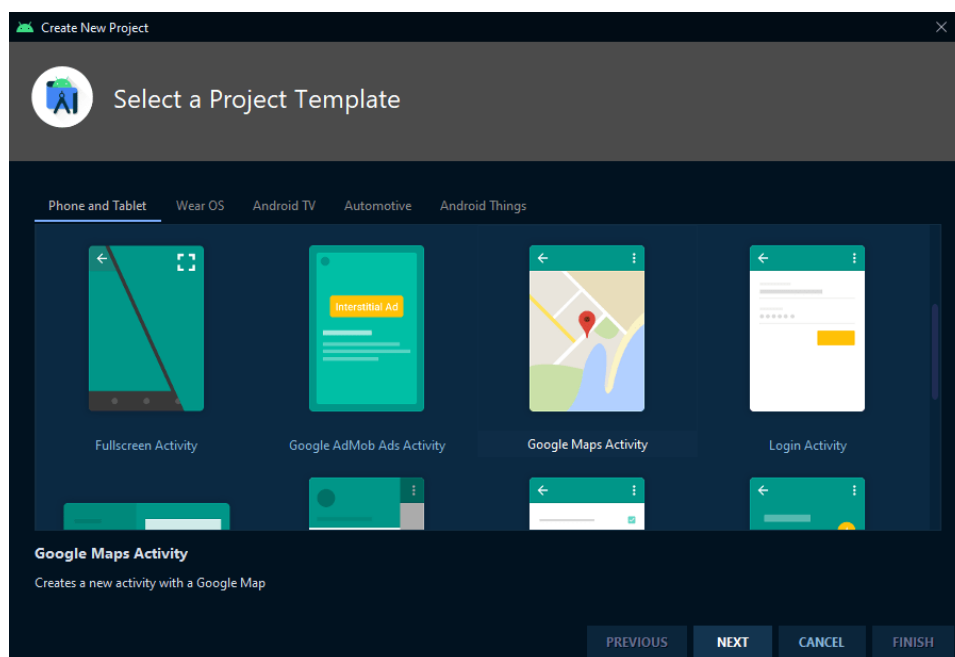 Create New Project
Select a Project Template
Phone and Tablet Wear OS Android TV Automotive Android Things
Interstitial Ad
Fullscreen Activity Google AdMob Ads Activity Google Maps Activity Login Activity
Google Maps Activity
Creates a new activity with a Google Map
PREVIOUS NEXT CANCEL FINISH